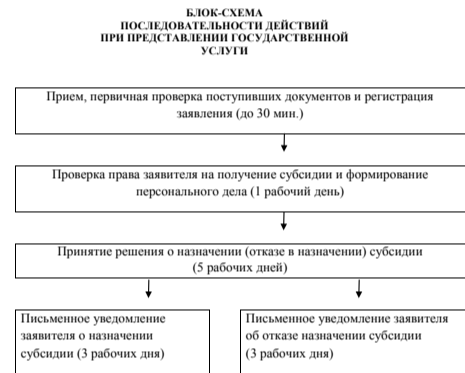 БЛОК-СХЕМА
ПОСЛЕДОВАТЕЛЬНОСТИ ДЕЙСТВИЙ
ПРИ ПРЕДСТАВЛЕНИИ ГОСУДАРСТВЕННОЙ
УСЛУГИ
Прием, первичная проверка поступивших документов и регистрация
заявления (до 30 мин.)
Проверка права заявителя на получение субсидии и формирование
персонального дела (1 рабочий день)
Принятие решения о назначении (отказе в назначении) субсидии
(5 рабочих дней)
Письменное уведомление
заявителя о назначении
субсидии (3 рабочих дня)
Письменное уведомление заявителя
об отказе назначении субсидии
(3 рабочих дня)